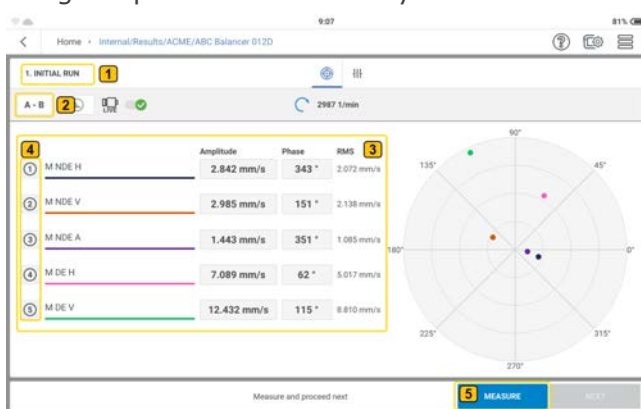 9:07
81%
Home • Internal/Results/ACME/ABC Balancer 012D
1. INITIAL RUN
1
A - B
2
LIVE
2987 1/min
4
Amplitude Phase RMS 3
1 M NDE H 2.842 mm/s 343 ° 2.072 mm/s
2 M NDE V 2.985 mm/s 151 ° 2.138 mm/s
3 M NDE A 1.443 mm/s 351 ° 1.085 mm/s
4 M DE H 7.089 mm/s 62 ° 5.017 mm/s
5 M DE V 12.432 mm/s 115 ° 8.810 mm/s
90°
135° 45°
180° 0°
225° 315°
270°
Measure and proceed next
5 MEASURE
NEXT